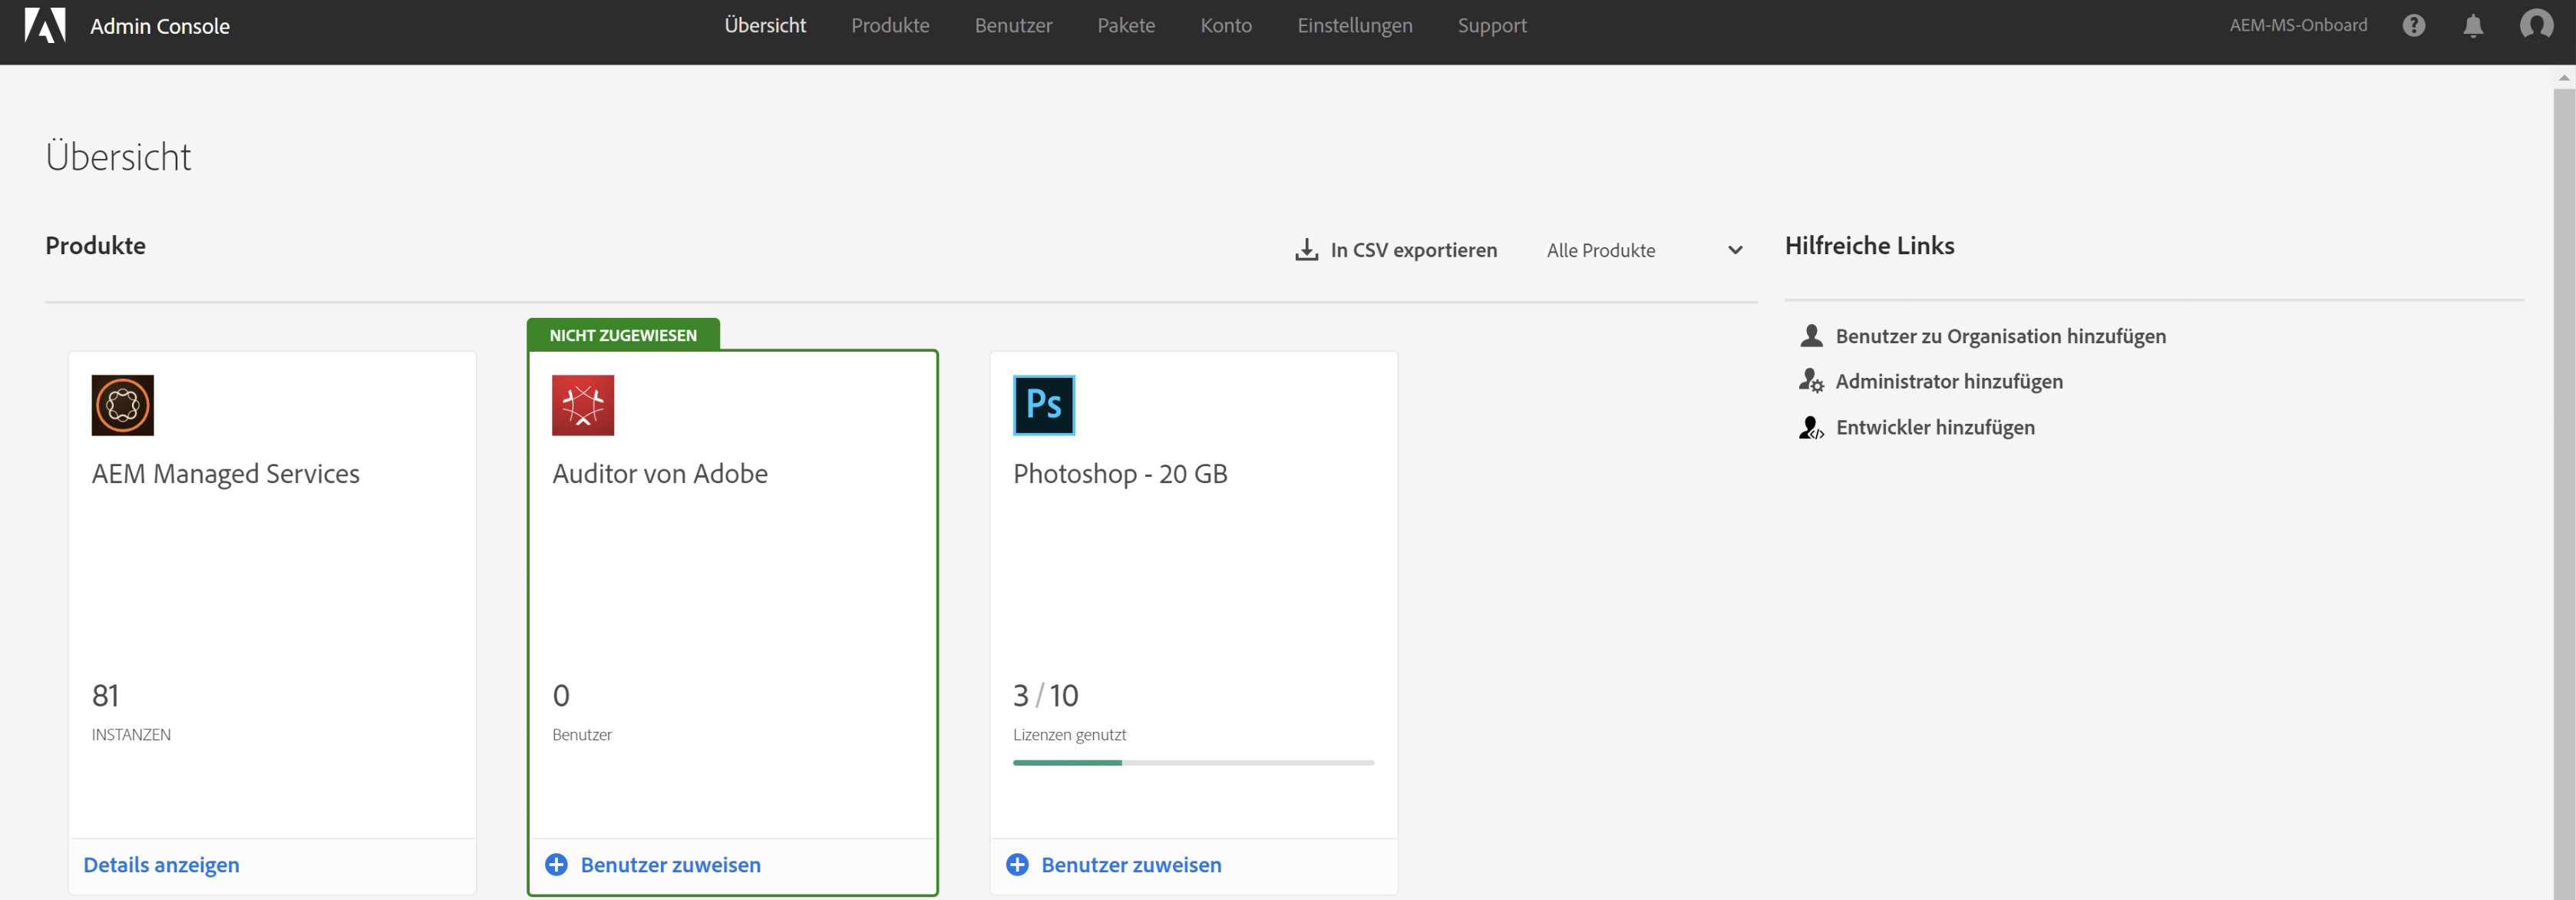 Admin Console
Übersicht Produkte Benutzer Pakete Konto Einstellungen Support
AEM-MS-Onboard
Übersicht
Produkte
In CSV exportieren
Alle Produkte
Hilfreiche Links
Benutzer zu Organisation hinzufügen
Administrator hinzufügen
Entwickler hinzufügen
AEM Managed Services
81
INSTANZEN
Details anzeigen
NICHT ZUGEWIESEN
Auditor von Adobe
0
Benutzer
Benutzer zuweisen
Ps
Photoshop - 20 GB
3 / 10
Lizenzen genutzt
Benutzer zuweisen